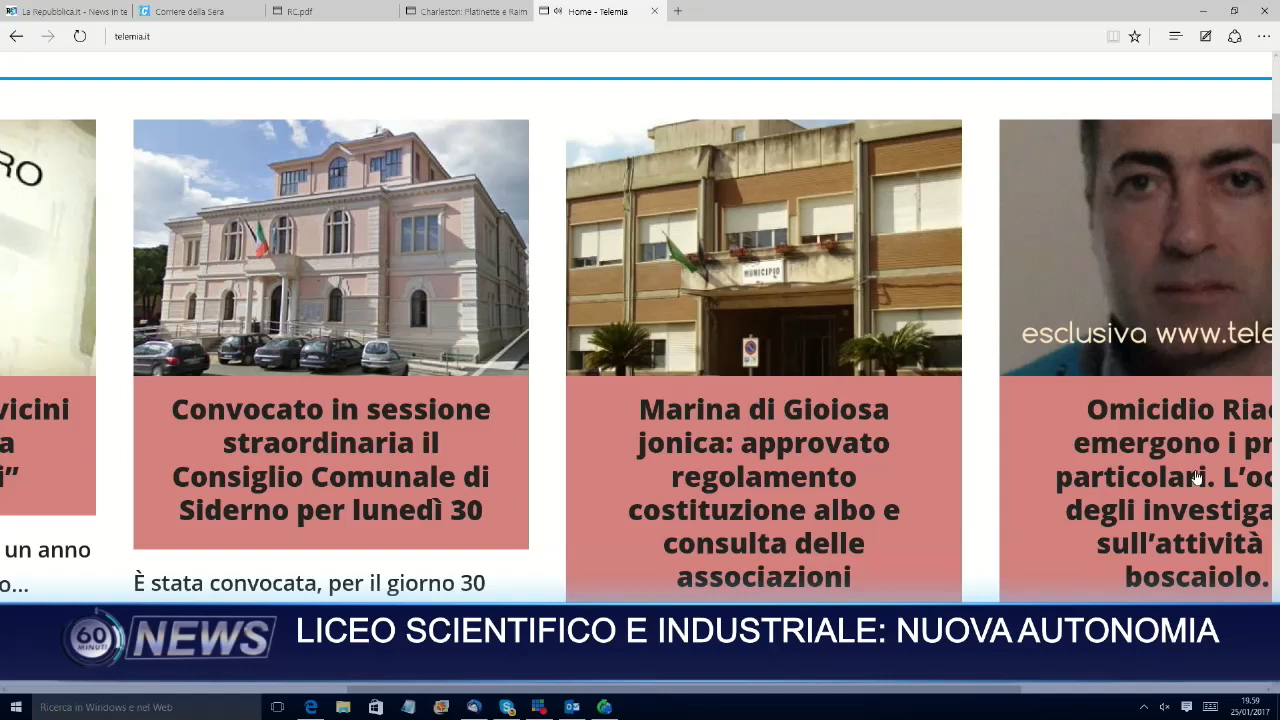 La Repubblica.it - News in te
Corriere della Sera
RC.pdf
Charleston: Platinette e Raim
Home - Telemia
telemia.it
RO
MUNICIPIO
esclusiva www.tele
vicini
a
i”
un anno
o...
Convocato in sessione
straordinaria il
Consiglio Comunale di
Siderno per lunedì 30
È stata convocata, per il giorno 30
Marina di Gioiosa
jonica: approvato
regolamento
costituzione albo e
consulta delle
associazioni
Omicidio Riac
emergono i pr
particolari. L’oc
degli investiga
sull’attività
boscaiolo.
60
MINUTI
NEWS
LICEO SCIENTIFICO E INDUSTRIALE: NUOVA AUTONOMIA
Ricerca in Windows e nel Web
19.59
25/01/2017